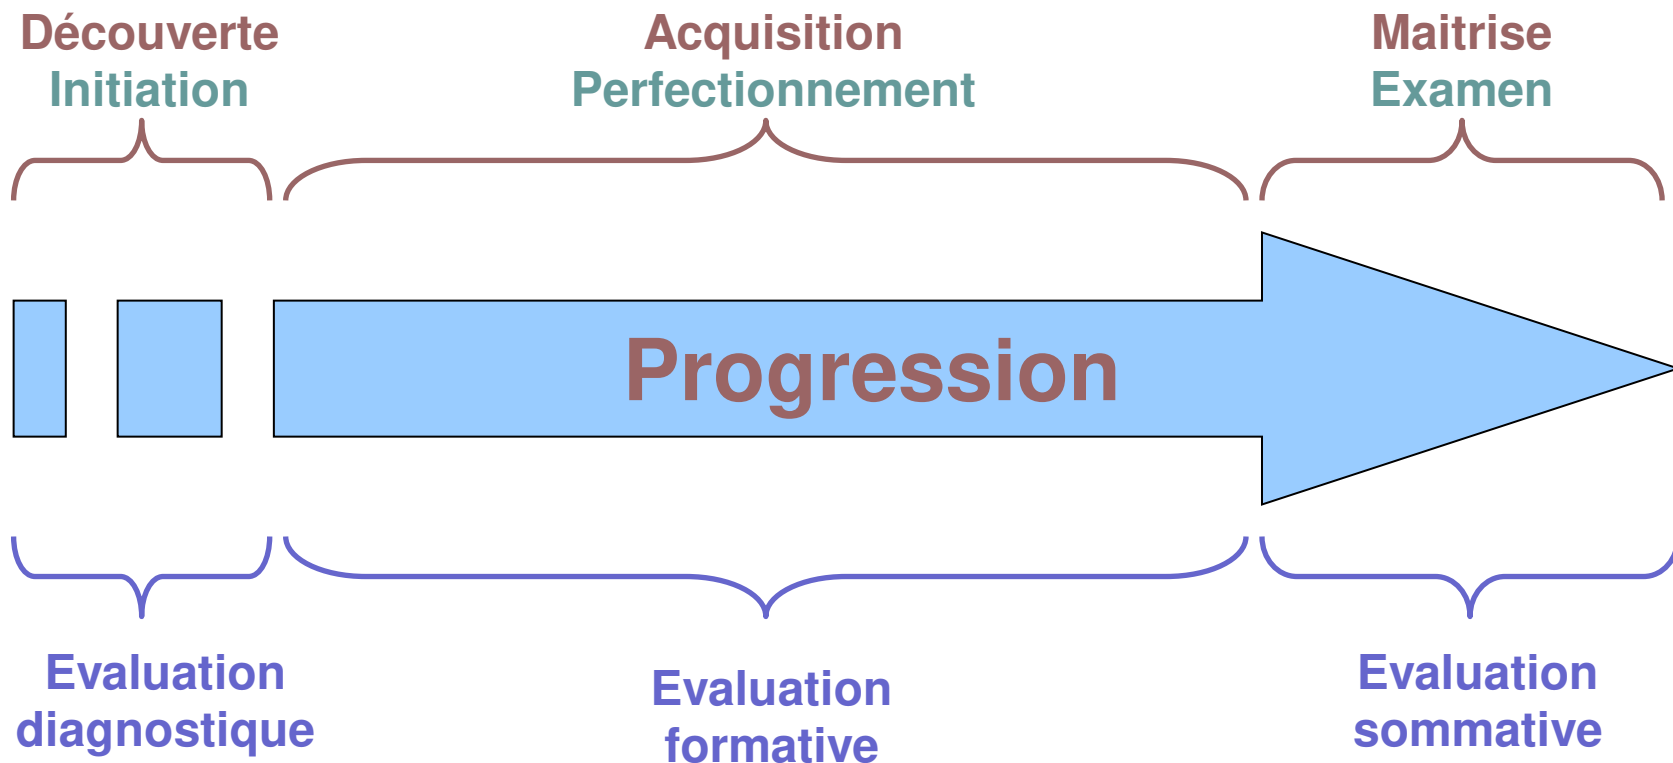 Découverte
Initiation
Acquisition
Perfectionnement
Maitrise
Examen
Progression
Evaluation
diagnostique
Evaluation
formative
Evaluation
sommative